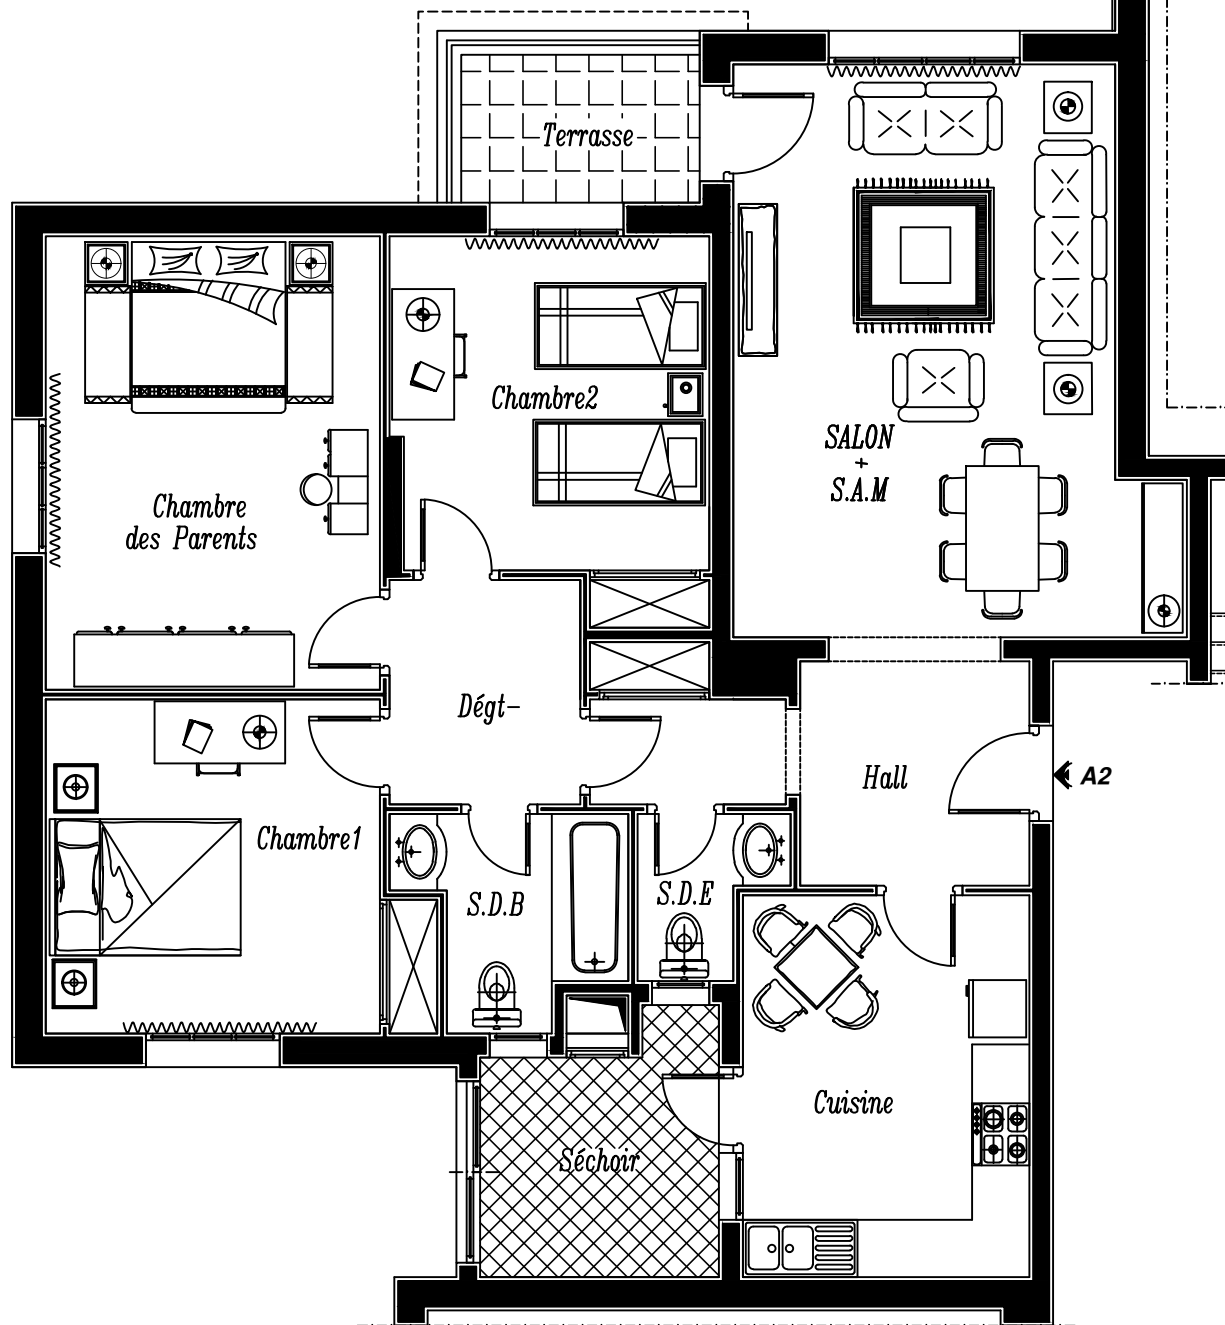 Terrasse
Chambre2
SALON
+
S.A.M
Chambre
des Parents
Dégt-
Hall
A2
Chambre1
S.D.B
S.D.E
Cuisine
Séchoir